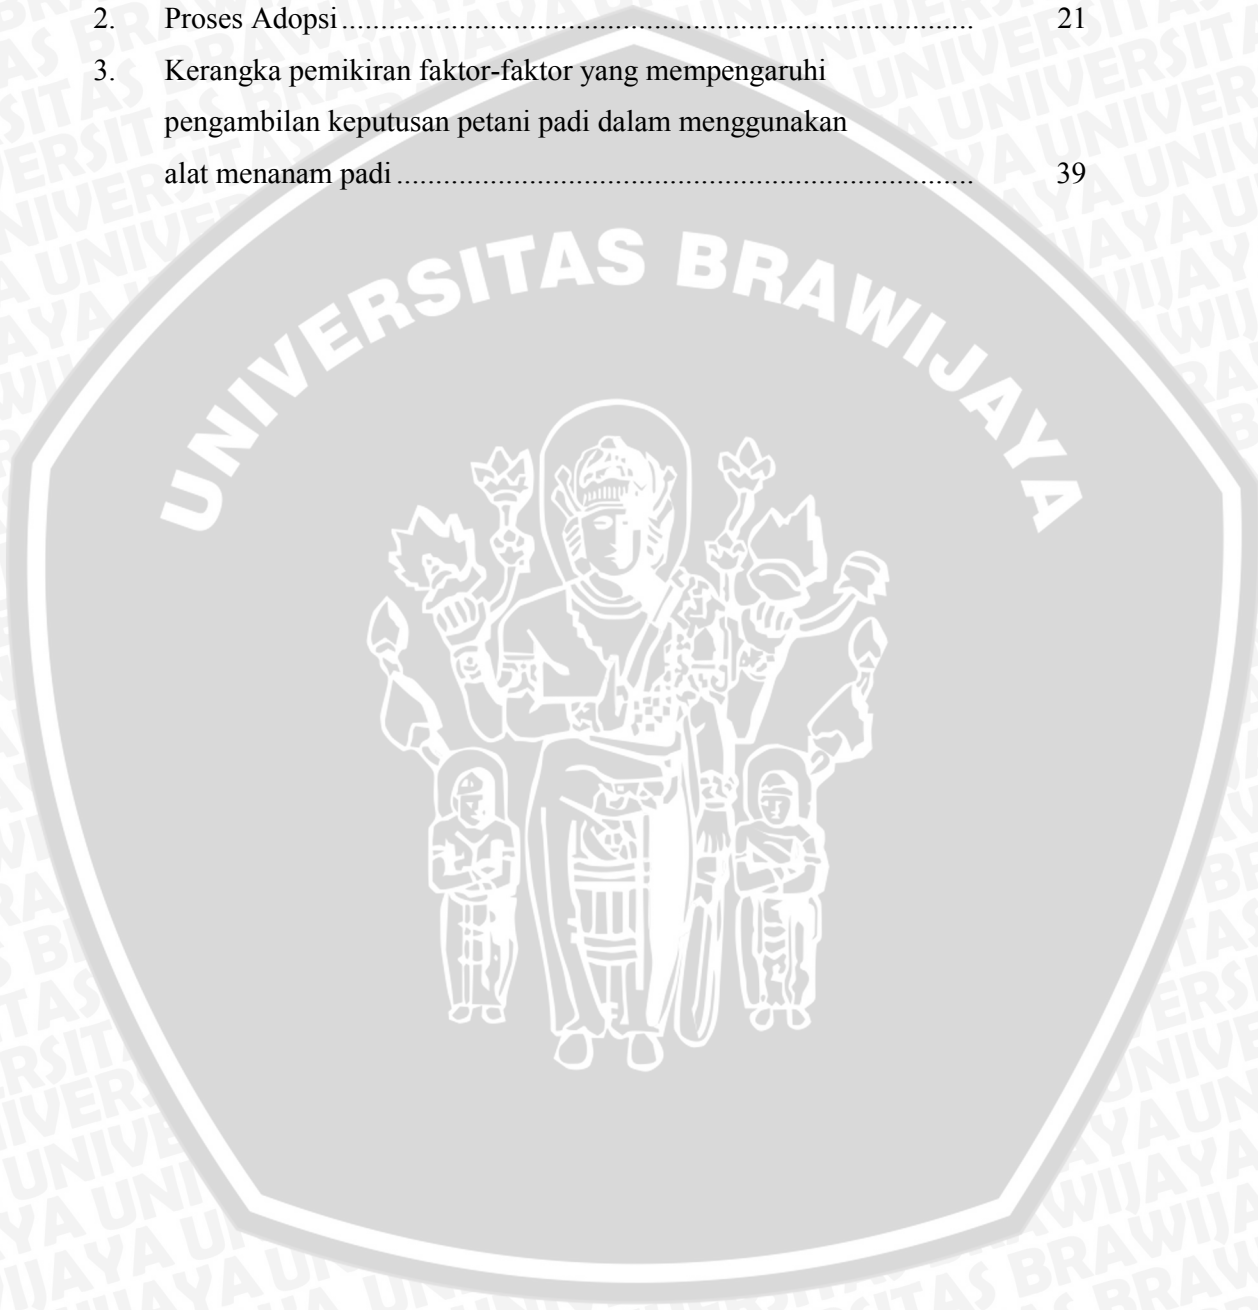 2. Proses Adopsi................................................................................ 21
3. Kerangka pemikiran faktor-faktor yang mempengaruhi
pengambilan keputusan petani padi dalam menggunakan
alat menanam padi......................................................................... 39
UNIVERSITAS BRAWIJAYA